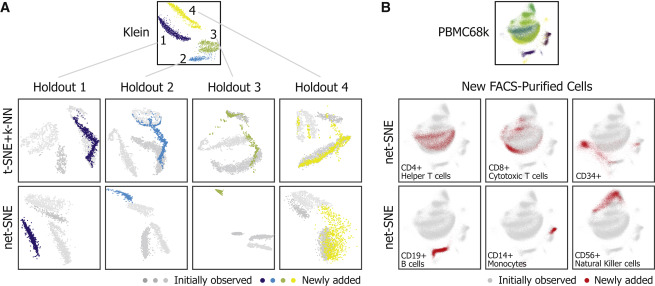 A
Klein
4
3
1
2
Holdout 1
Holdout 2
Holdout 3
Holdout 4
t-SNE+k-NN
net-SNE
Initially observed
Newly added
B
PBMC68k
New FACS-Purified Cells
net-SNE
CD4+
Helper T cells
CD8+
Cytotoxic T cells
CD34+
net-SNE
CD19+
B cells
CD14+
Monocytes
CD56+
Natural Killer cells
Initially observed
Newly added